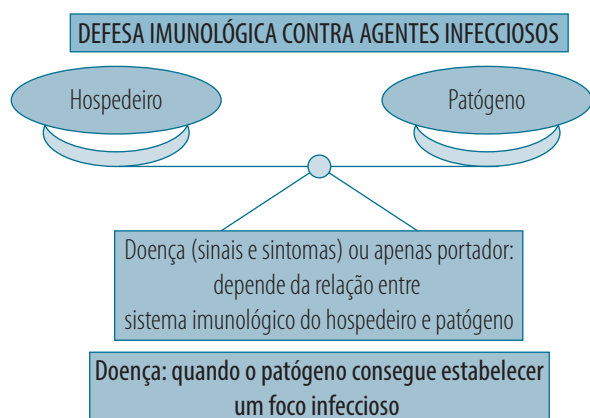 DEFESA IMUNOLÓGICA CONTRA AGENTES INFECCIOSOS
Hospedeiro
Patógeno
Doença (sinais e sintomas) ou apenas portador:
depende da relação entre
sistema imunológico do hospedeiro e patógeno
Doença: quando o patógeno consegue estabelecer
um foco infeccioso